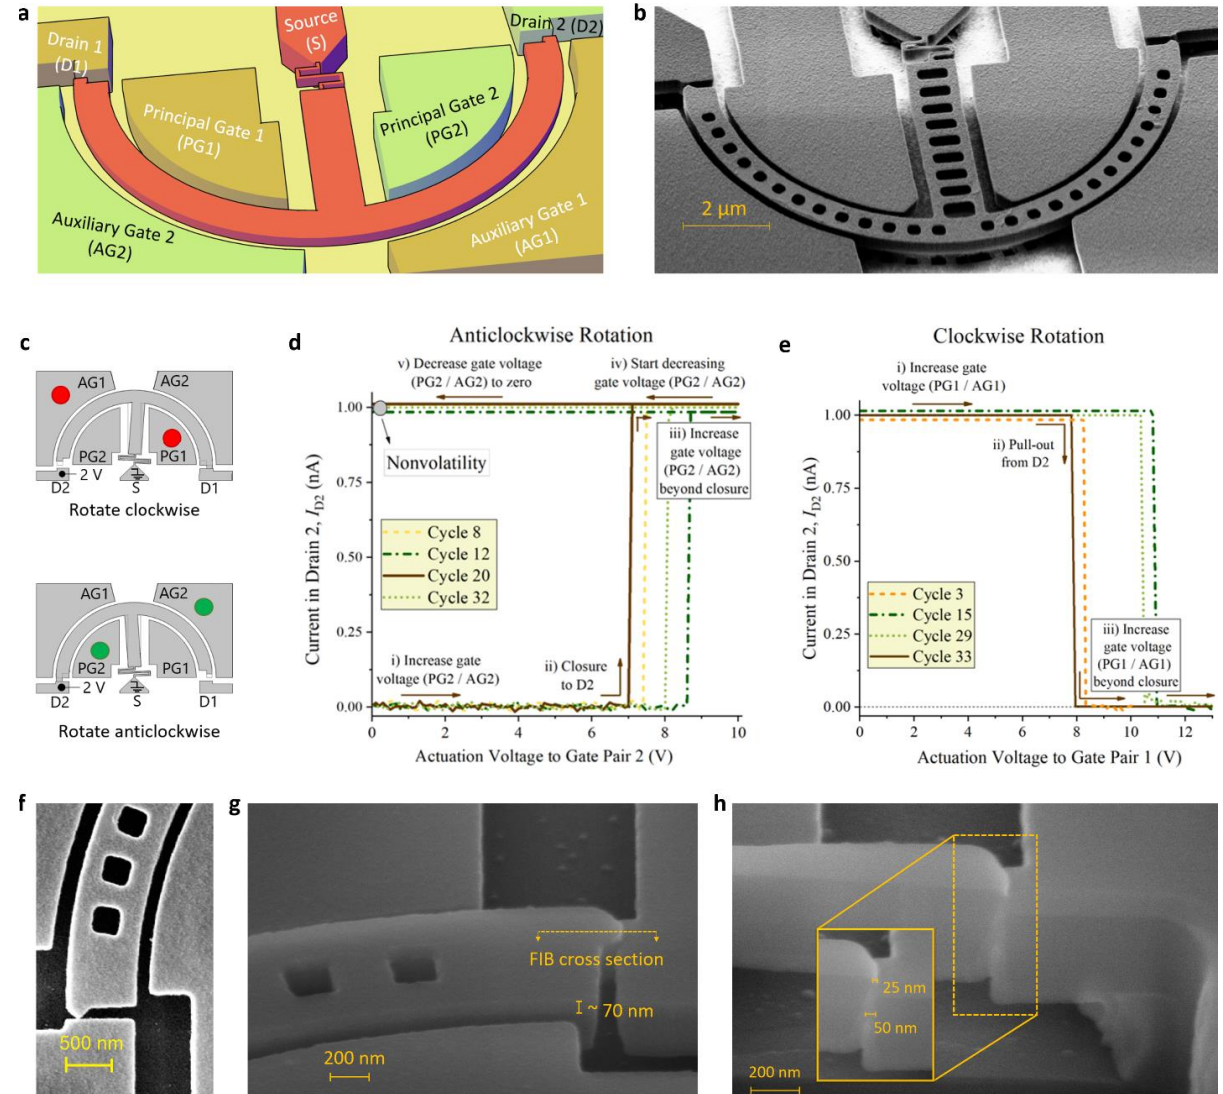 a
Drain 1
(D1)
Source
(S)
Drain 2 (D2)
Principal Gate 1
(PG1)
Principal Gate 2
(PG2)
Auxiliary Gate 2
(AG2)
Auxiliary Gate 1
(AG1)
b
2 µm
c
AG1
AG2
PG2
PG1
2 V
D2
S
D1
Rotate clockwise
AG1
AG2
PG2
PG1
2 V
D2
S
D1
Rotate anticlockwise
d
Anticlockwise Rotation
v) Decrease gate voltage
(PG2 / AG2) to zero
iv) Start decreasing
gate voltage (PG2 / AG2)
Nonvolatility
iii) Increase
gate voltage
(PG2 / AG2)
beyond closure
Cycle 8
Cycle 12
Cycle 20
Cycle 32
i) Increase gate
voltage (PG2 / AG2)
ii) Closure
to D2
1.00
0.75
0.50
0.25
0.00
0
2
4
6
8
10
Current in Drain 2, I_D2 (nA)
Actuation Voltage to Gate Pair 2 (V)
e
Clockwise Rotation
i) Increase gate
voltage (PG1 / AG1)
ii) Pull-out
from D2
Cycle 3
Cycle 15
Cycle 29
Cycle 33
iii) Increase
gate voltage
(PG1 / AG1)
beyond closure
1.00
0.75
0.50
0.25
0.00
0
2
4
6
8
10
12
Current in Drain 2, I_D2 (nA)
Actuation Voltage to Gate Pair 1 (V)
f
500 nm
g
FIB cross section
~ 70 nm
200 nm
h
25 nm
50 nm
200 nm